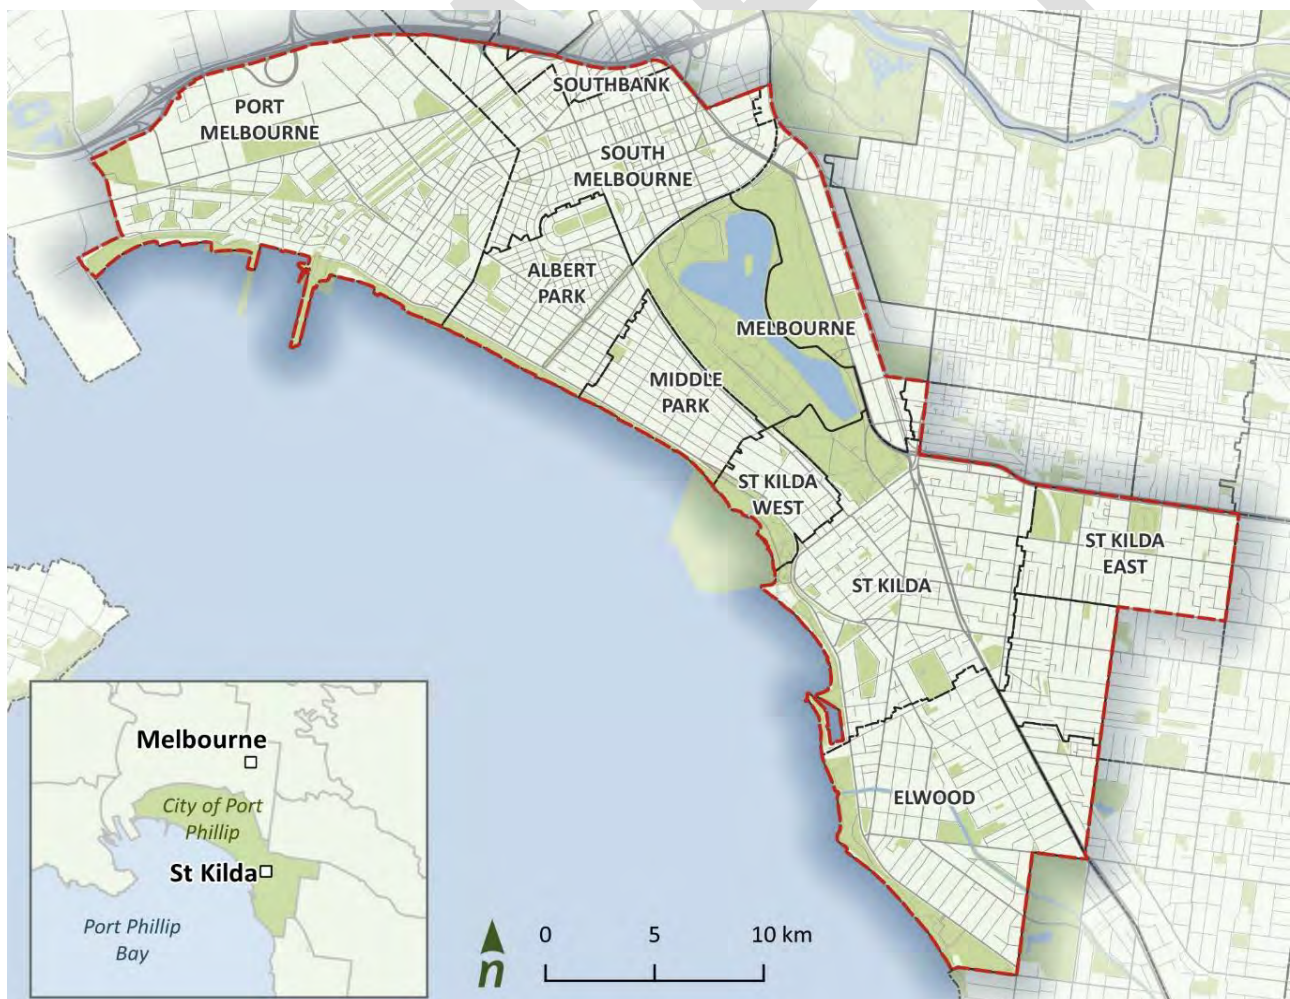 SOUTHBANK
PORT
MELBOURNE
SOUTH
MELBOURNE
ALBERT
PARK
MELBOURNE
MIDDLE
PARK
ST KILDA
WEST
ST KILDA
EAST
ST KILDA
ELWOOD
Melbourne
City of Port
Phillip
St Kilda
Port Phillip
Bay
n
0 5 10 km